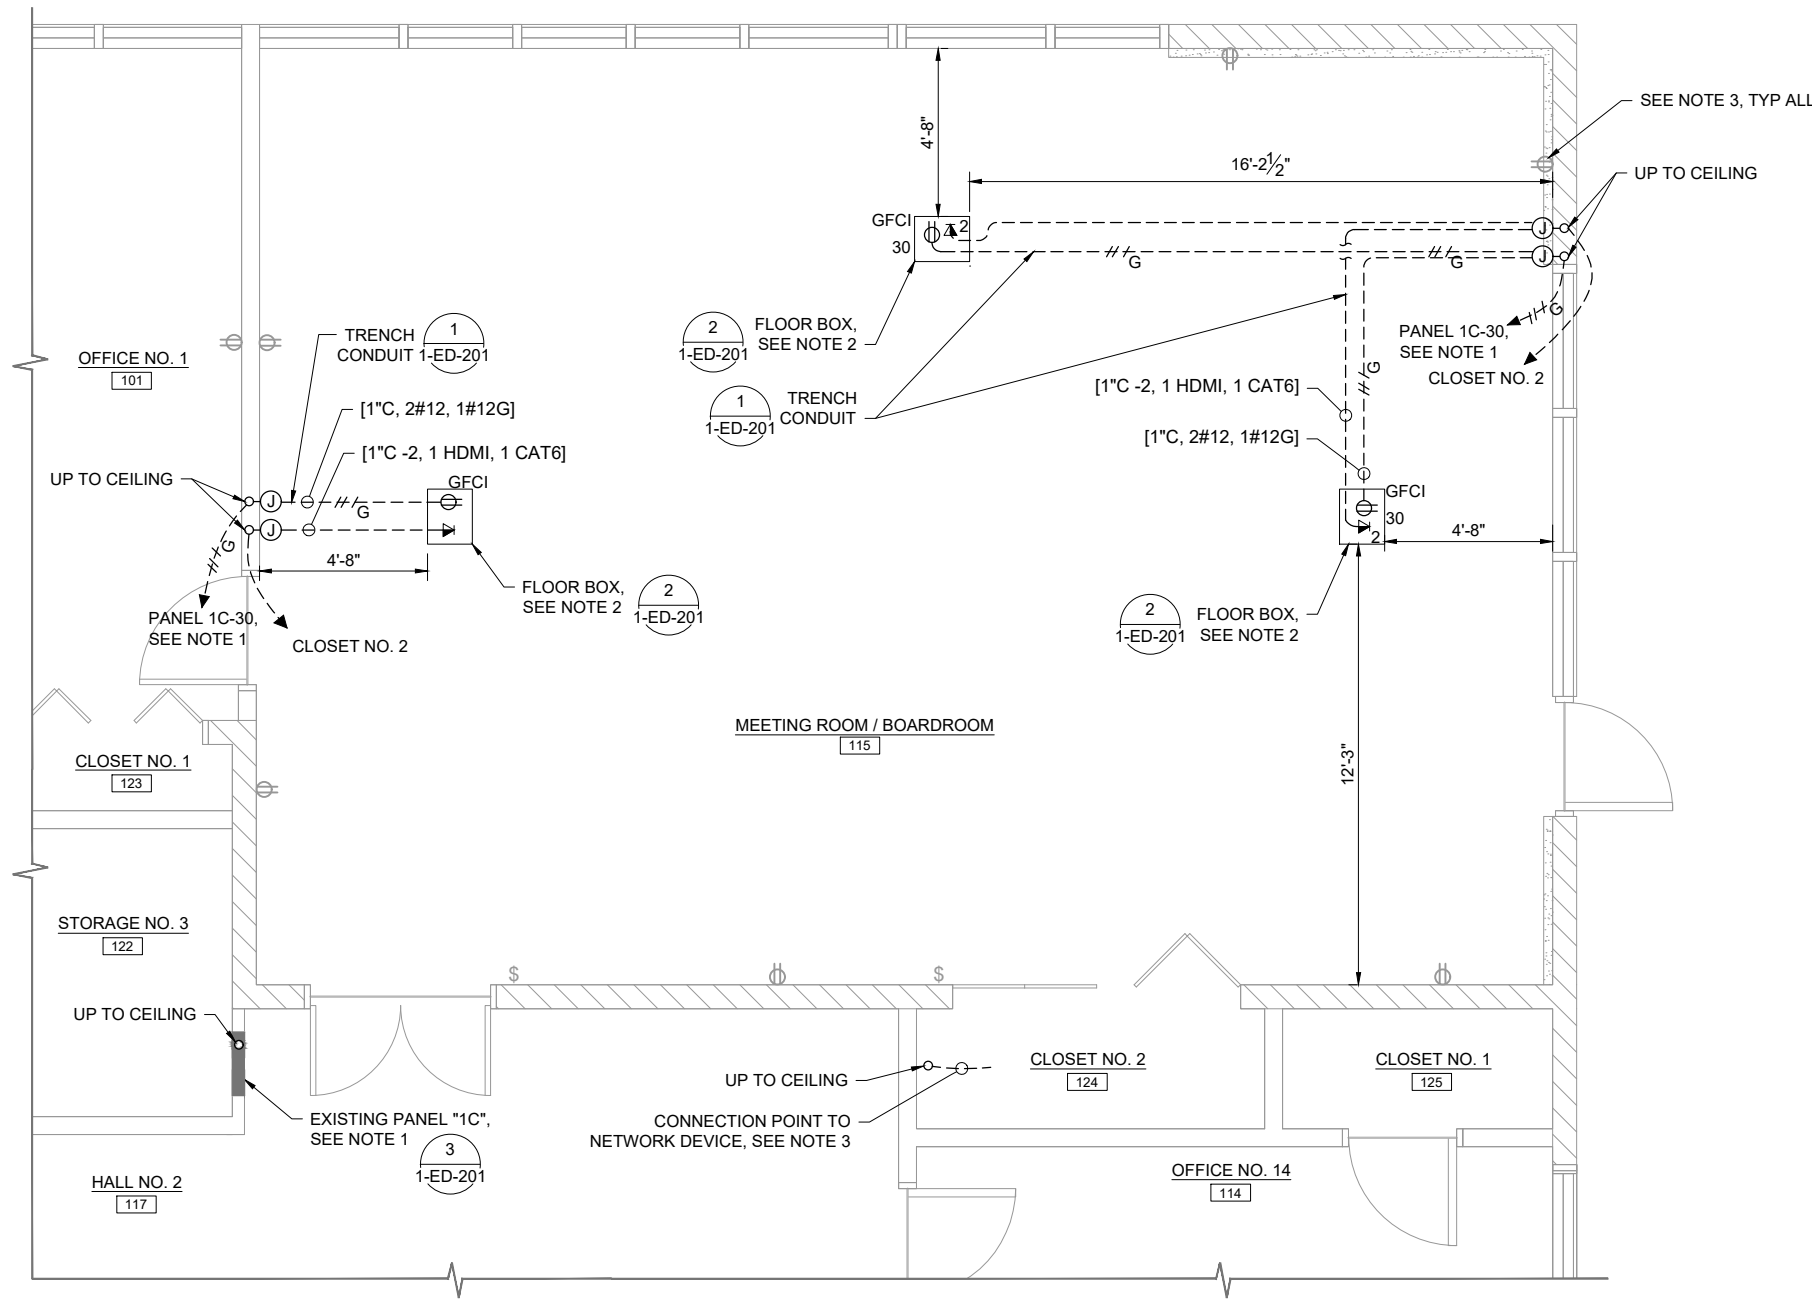 SEE NOTE 3, TYP ALL
4'-8"
16'-2 1/2"
UP TO CEILING
GFCI
2
30
J
J
G
G
TRENCH
CONDUIT
1
1-ED-201
2
1-ED-201
FLOOR BOX,
SEE NOTE 2
G
PANEL 1C-30,
SEE NOTE 1
CLOSET NO. 2
OFFICE NO. 1
101
G
[1"C -2, 1 HDMI, 1 CAT6]
1
1-ED-201
TRENCH
CONDUIT
[1"C, 2#12, 1#12G]
[1"C, 2#12, 1#12G]
[1"C -2, 1 HDMI, 1 CAT6]
UP TO CEILING
GFCI
J
G
J
G
4'-8"
GFCI
30
2
4'-8"
FLOOR BOX,
SEE NOTE 2
2
1-ED-201
2
1-ED-201
FLOOR BOX,
SEE NOTE 2
PANEL 1C-30,
SEE NOTE 1
CLOSET NO. 2
MEETING ROOM / BOARDROOM
115
12'-3"
CLOSET NO. 1
123
STORAGE NO. 3
122
$
$
UP TO CEILING
UP TO CEILING
CLOSET NO. 2
124
CLOSET NO. 1
125
EXISTING PANEL "1C",
SEE NOTE 1
3
1-ED-201
CONNECTION POINT TO
NETWORK DEVICE, SEE NOTE 3
HALL NO. 2
117
OFFICE NO. 14
114